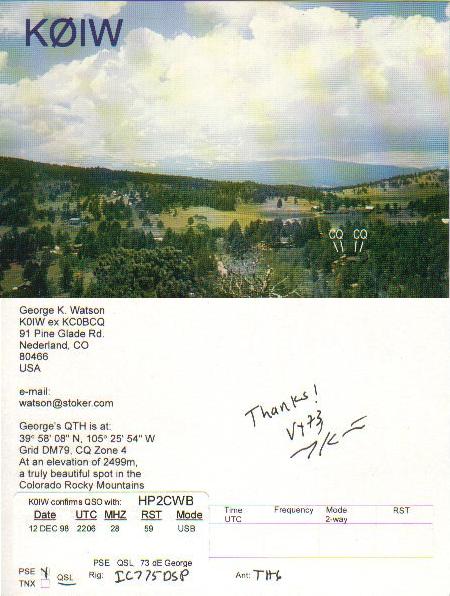 KØIW
CQ CQ
George K. Watson
K0IW ex KC0BCQ
91 Pine Glade Rd.
Nederland, CO
80466
USA
e-mail:
watson@stoker.com
George's QTH is at:
39° 58' 08" N, 105° 25' 54" W
Grid DM79, CQ Zone 4
At an elevation of 2499m,
a truly beautiful spot in the
Colorado Rocky Mountains
Thanks!
Vy 73
K0IW confirms QSO with: HP2CWB
Date UTC MHZ RST Mode
12 DEC 98 2206 28 59 USB
PSE QSL 73 dE George
Time UTC Frequency Mode 2-way RST
PSE
TNX QSL
Rig: IC775DSP Ant: TH6